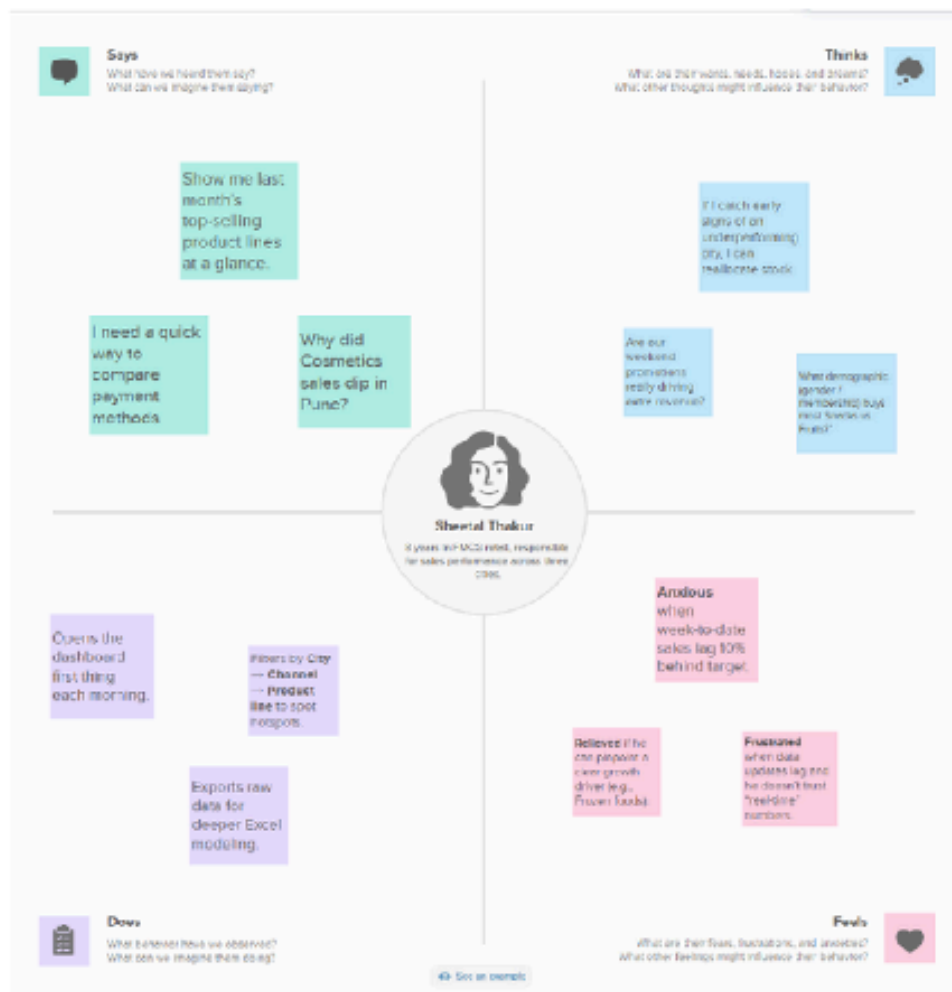 Says
What have we heard them say?
What can we imagine them saying?
Thinks
What are their wants, needs, hopes, and dreams?
What other thoughts might influence their behavior?
Show me last
month's
top-selling
product lines
at a glance.
I need a quick
way to
compare
payment
methods
Why did
Cosmetics
sales dip in
Pune?
If I catch early
signs of an
underperforming
city, I can
reallocate stock.
Are our
weekend
promotions
really driving
extra revenue?
What demographic
(gender /
membership) buys
most Snacks vs
Fruits?"
Sheetal Thakur
years in FMCG retail, responsible
for sales performance across three
cities.
Opens the
dashboard
first thing
each morning.
Filters by City
→ Channel
→ Product
line to spot
hotspots.
Exports raw
data for
deeper Excel
modeling.
Anxious
when
week-to-date
sales lag 10%
behind target.
Relieved if he
can pinpoint a
clear growth
driver (e.g.,
Frozen foods).
Frustrated
when data
updates lag and
he doesn't trust
"real-time"
numbers.
Does
What behavior have we observed?
What can we imagine them doing?
Feels
What are their fears, frustrations, and anxieties?
What other feelings might influence their behavior?
See an example